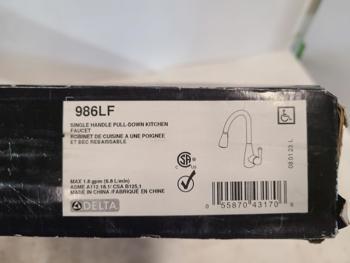 986LF
SINGLE HANDLE PULL-DOWN KITCHEN
FAUCET
ROBINET DE CUISINE A UNE POIGNEE
ET BEC REBAISSABLE
MAX 1.8 gpm (6.8 L/min)
ASME A112.18.1/ CSA B125.1
MADE IN CHINA /FABRIQUÉ EN CHINE
DELTA
0 55870 43170
080123 L